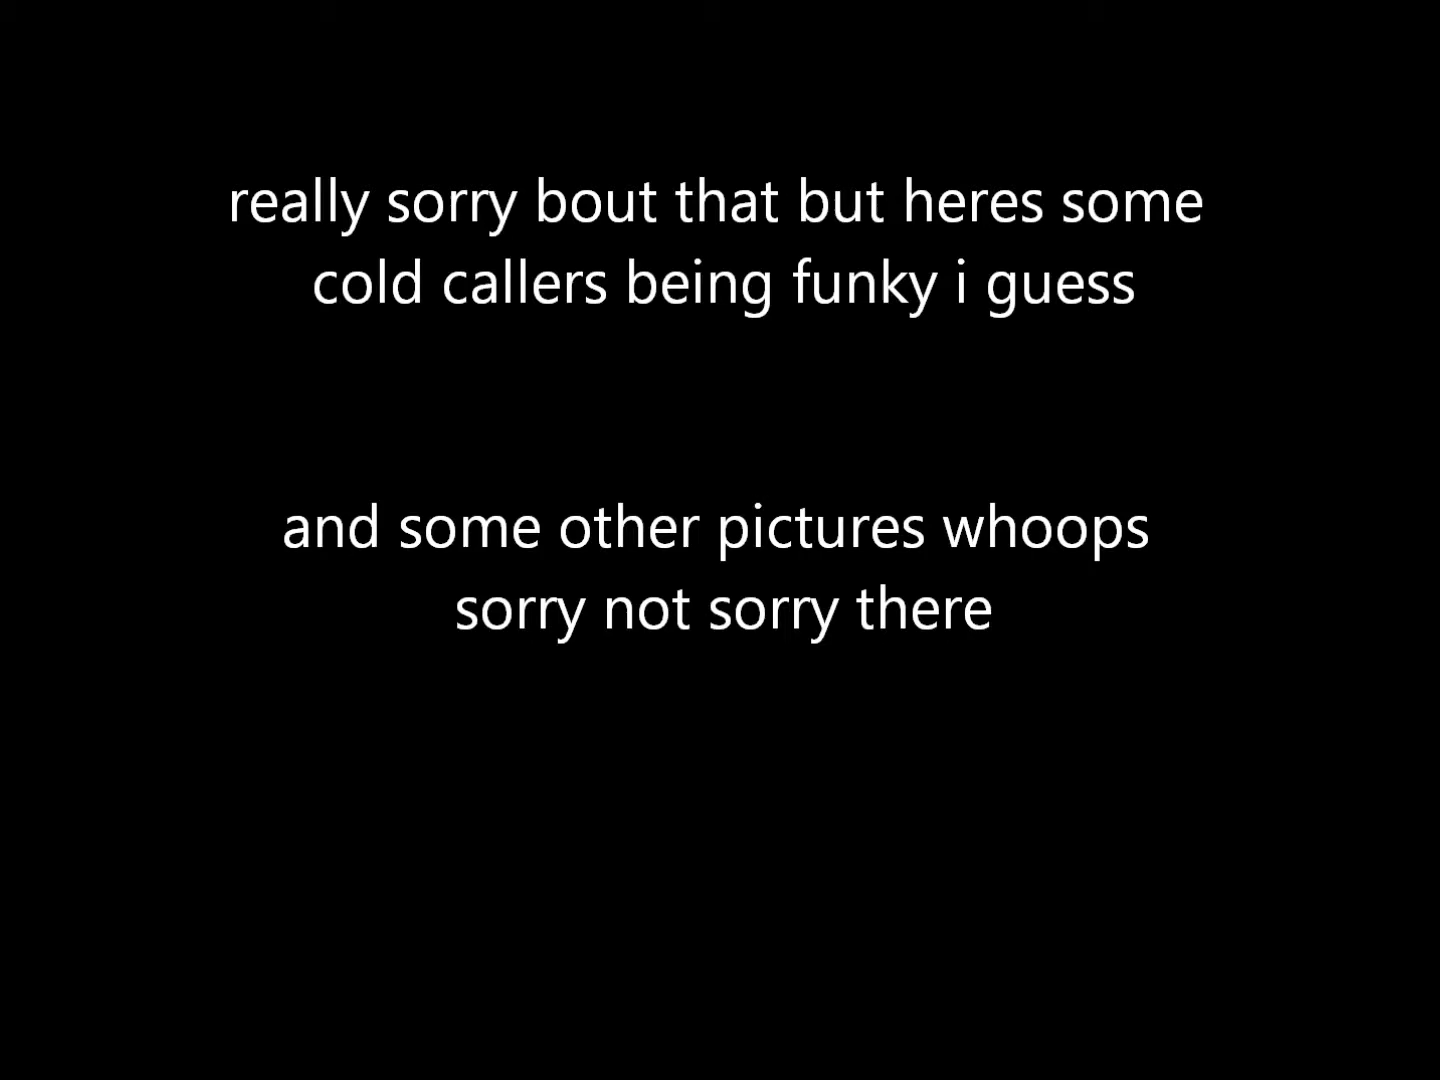 really sorry bout that but heres some
cold callers being funky i guess
and some other pictures whoops
sorry not sorry there